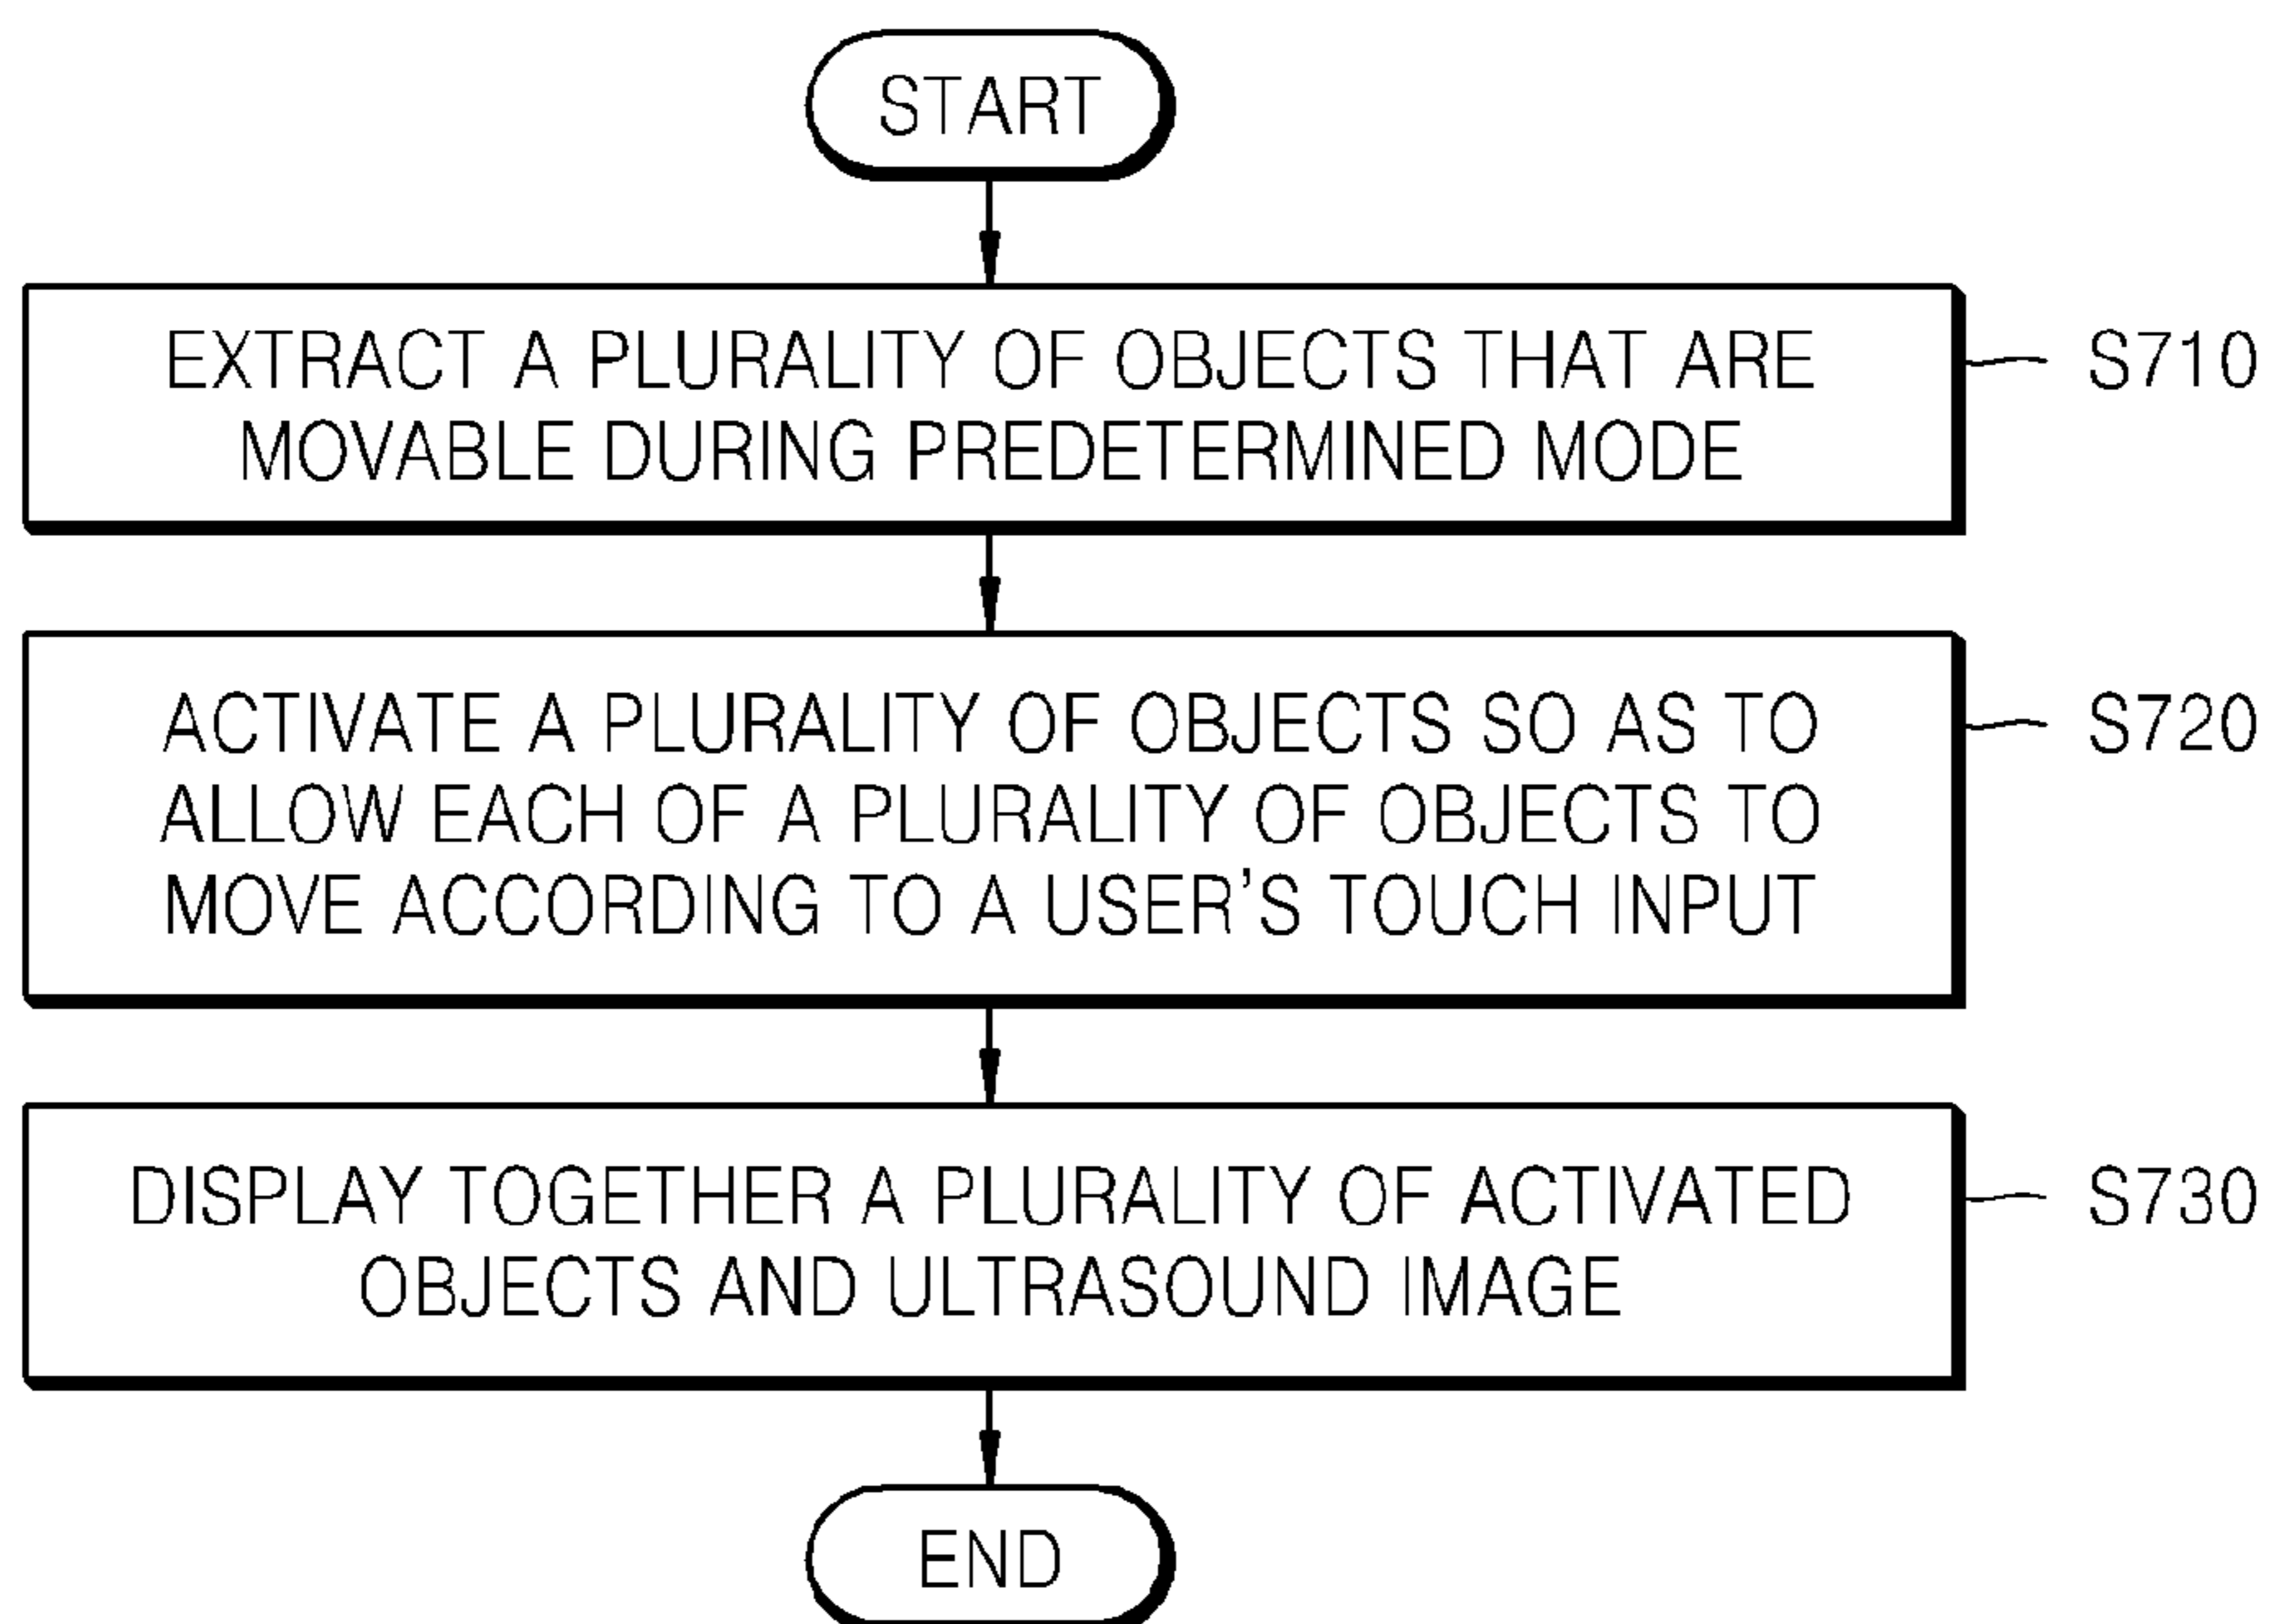 START
EXTRACT A PLURALITY OF OBJECTS THAT ARE
MOVABLE DURING PREDETERMINED MODE
S710
ACTIVATE A PLURALITY OF OBJECTS SO AS TO
ALLOW EACH OF A PLURALITY OF OBJECTS TO
MOVE ACCORDING TO A USER'S TOUCH INPUT
S720
DISPLAY TOGETHER A PLURALITY OF ACTIVATED
OBJECTS AND ULTRASOUND IMAGE
S730
END